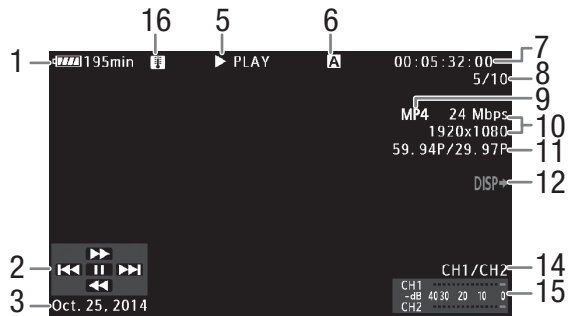 16 5 6
1 195min PLAY A 00:05:32:00 7
5/10 8
9
MP4 24 Mbps
1920x1080 10
59.94P/29.97P 11
DISP 12
2 CH1/CH2 14
CH1
-dB 40 30 20 10 0 15
CH2
3 Oct. 25, 2014